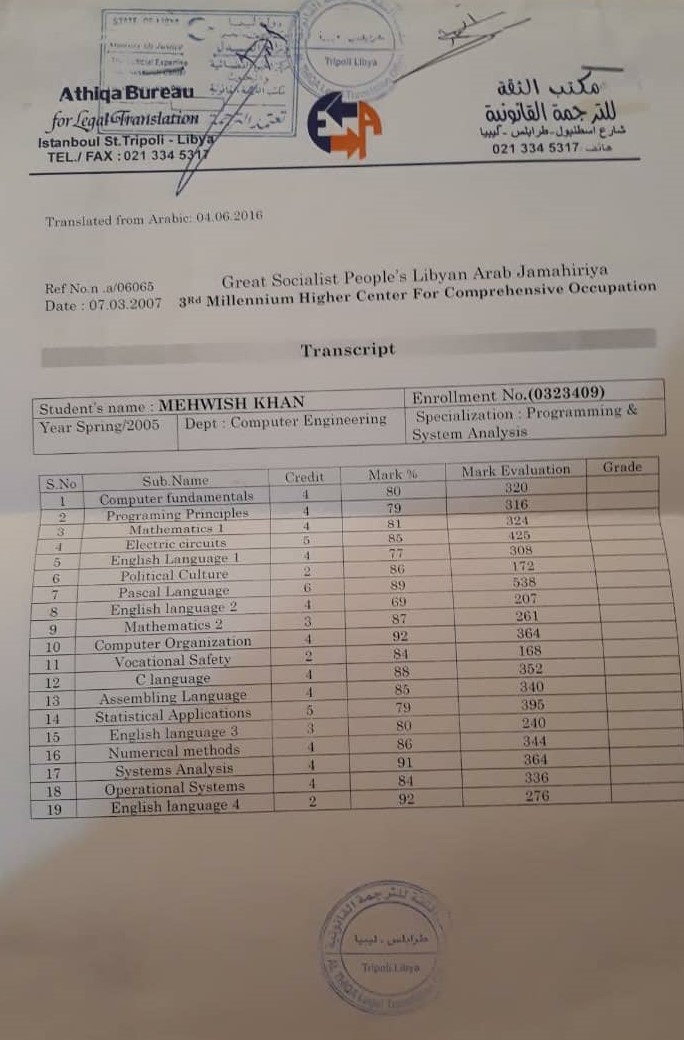 STATE OF LIBYA
Ministry Of Justice
Tripoli Libya
Athiqa Bureau
for Legal Translation
Istanboul St.Tripoli - Libya
TEL./ FAX : 021 334 5317
E A
مكتب الثقة
للترجمة القانونية
شارع اسطنبول-طرابلس -ليبيا
021 334 5317 هاتف
Translated from Arabic: 04.06.2016
Ref No.n .a/06065
Date : 07.03.2007
Great Socialist People's Libyan Arab Jamahiriya
3Rd Millennium Higher Center For Comprehensive Occupation
Transcript
Student's name : MEHWISH KHAN Enrollment No.(0323409)
Year Spring/2005 Dept : Computer Engineering Specialization : Programming &
System Analysis
S.No Sub.Name Credit Mark % Mark Evaluation Grade
1 Computer fundamentals 4 80 320
2 Programing Principles 4 79 316
3 Mathematics 1 4 81 324
4 Electric circuits 5 85 425
5 English Language 1 4 77 308
6 Political Culture 2 86 172
7 Pascal Language 6 89 538
8 English language 2 4 69 207
9 Mathematics 2 3 87 261
10 Computer Organization 4 92 364
11 Vocational Safety 2 84 168
12 C language 4 88 352
13 Assembling Language 4 85 340
14 Statistical Applications 5 79 395
15 English language 3 3 80 240
16 Numerical methods 4 86 344
17 Systems Analysis 4 91 364
18 Operational Systems 4 84 336
19 English language 4 2 92 276
طرابلس - ليبيا
Tripoli Libya